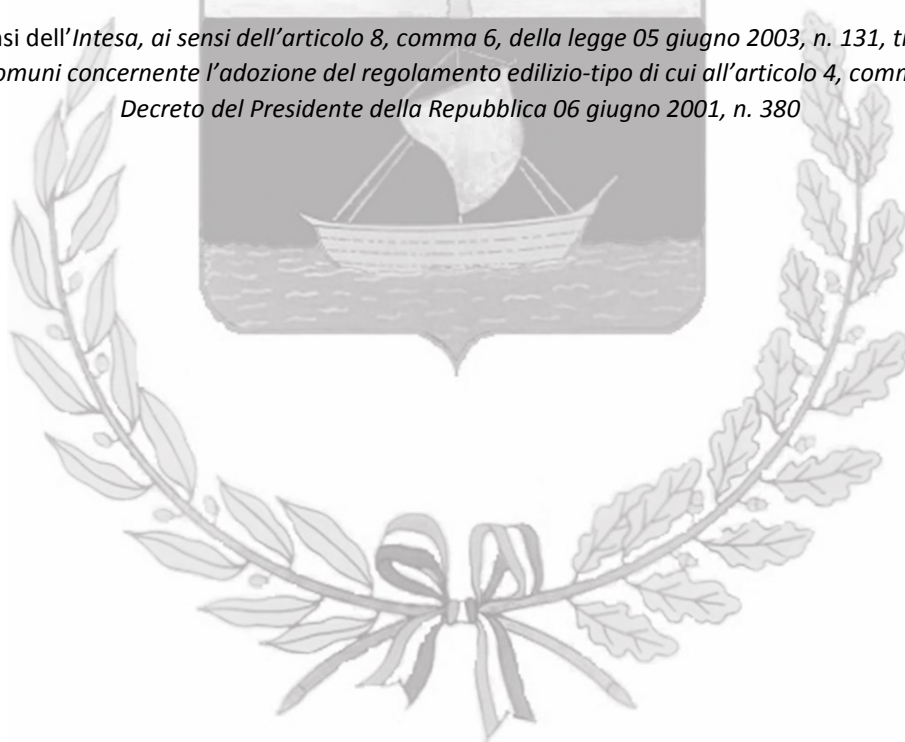 nsi dell’Intesa, ai sensi dell’articolo 8, comma 6, della legge 05 giugno 2003, n. 131, t
omuni concernente l’adozione del regolamento edilizio-tipo di cui all’articolo 4, comm
Decreto del Presidente della Repubblica 06 giugno 2001, n. 380